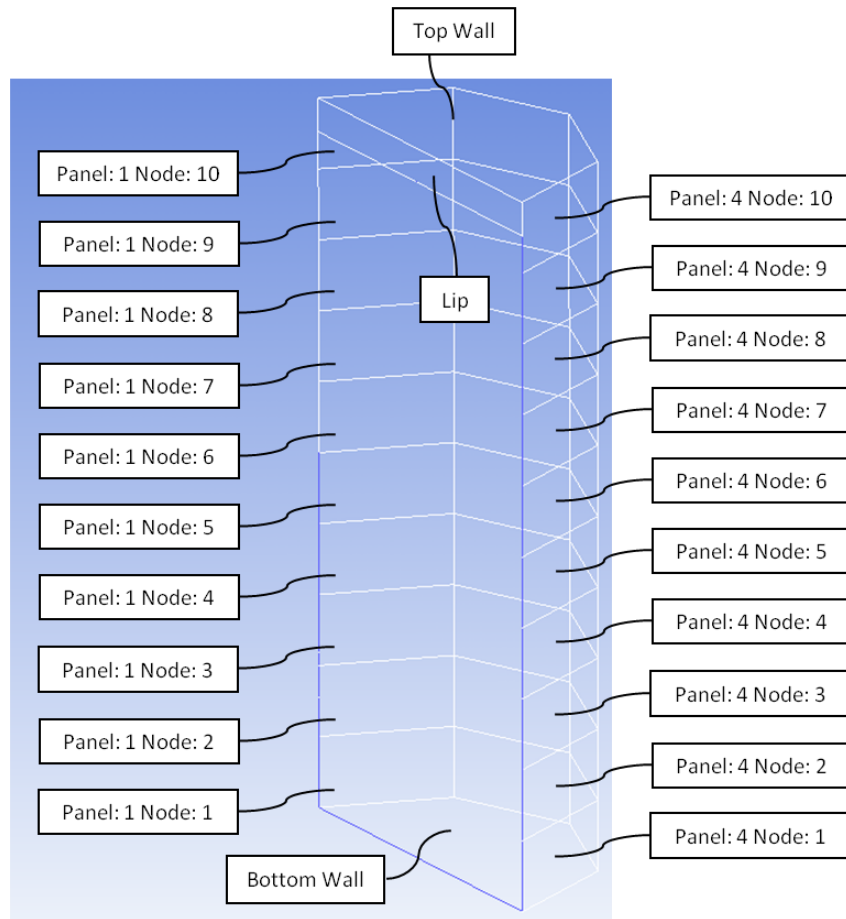 Top Wall
Panel: 1 Node: 10
Panel: 4 Node: 10
Panel: 1 Node: 9
Panel: 4 Node: 9
Lip
Panel: 1 Node: 8
Panel: 4 Node: 8
Panel: 1 Node: 7
Panel: 4 Node: 7
Panel: 1 Node: 6
Panel: 4 Node: 6
Panel: 1 Node: 5
Panel: 4 Node: 5
Panel: 1 Node: 4
Panel: 4 Node: 4
Panel: 1 Node: 3
Panel: 4 Node: 3
Panel: 1 Node: 2
Panel: 4 Node: 2
Panel: 1 Node: 1
Panel: 4 Node: 1
Bottom Wall